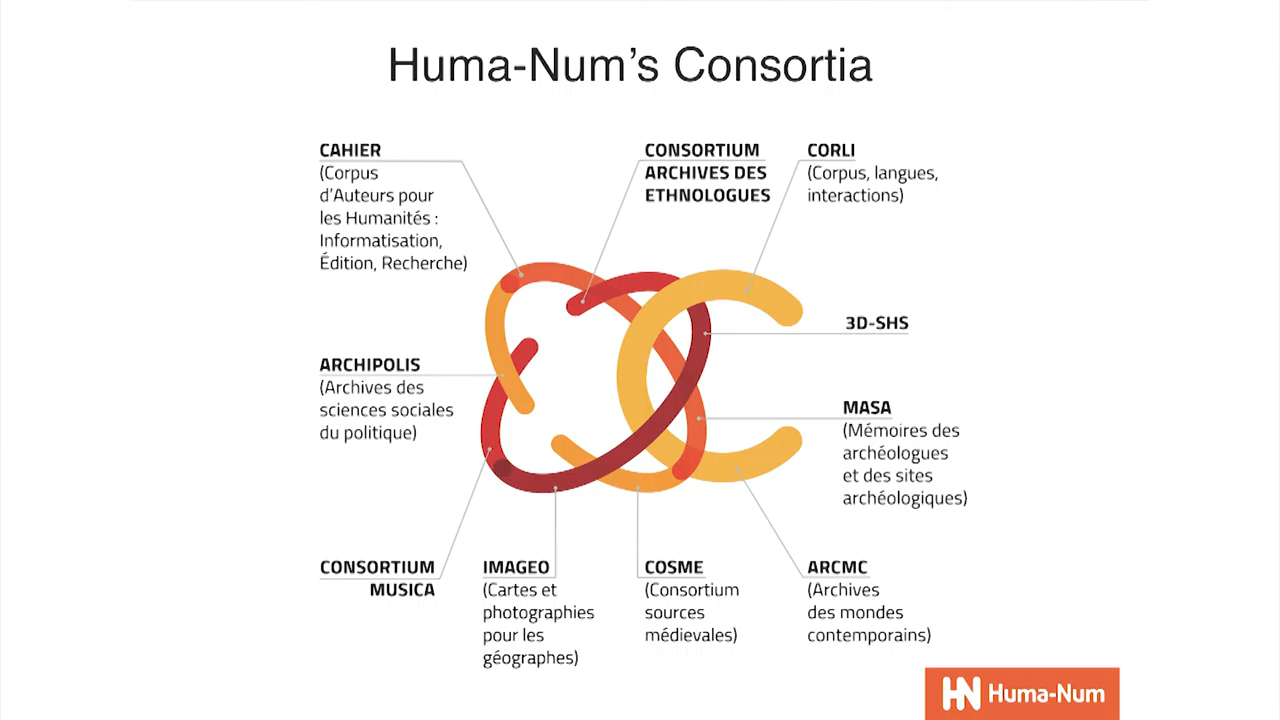 Huma-Num’s Consortia
CAHIER
(Corpus
d’Auteurs pour
les Humanités :
Informatisation,
Édition, Recherche)
CONSORTIUM
ARCHIVES DES
ETHNOLOGUES
CORLI
(Corpus, langues,
interactions)
3D-SHS
ARCHIPOLIS
(Archives des
sciences sociales
du politique)
MASA
(Mémoires des
archéologues
et des sites
archéologiques)
CONSORTIUM
MUSICA
IMAGEO
(Cartes et
photographies
pour les
géographes)
COSME
(Consortium
sources
médievales)
ARCMC
(Archives
des mondes
contemporains)
HN Huma-Num